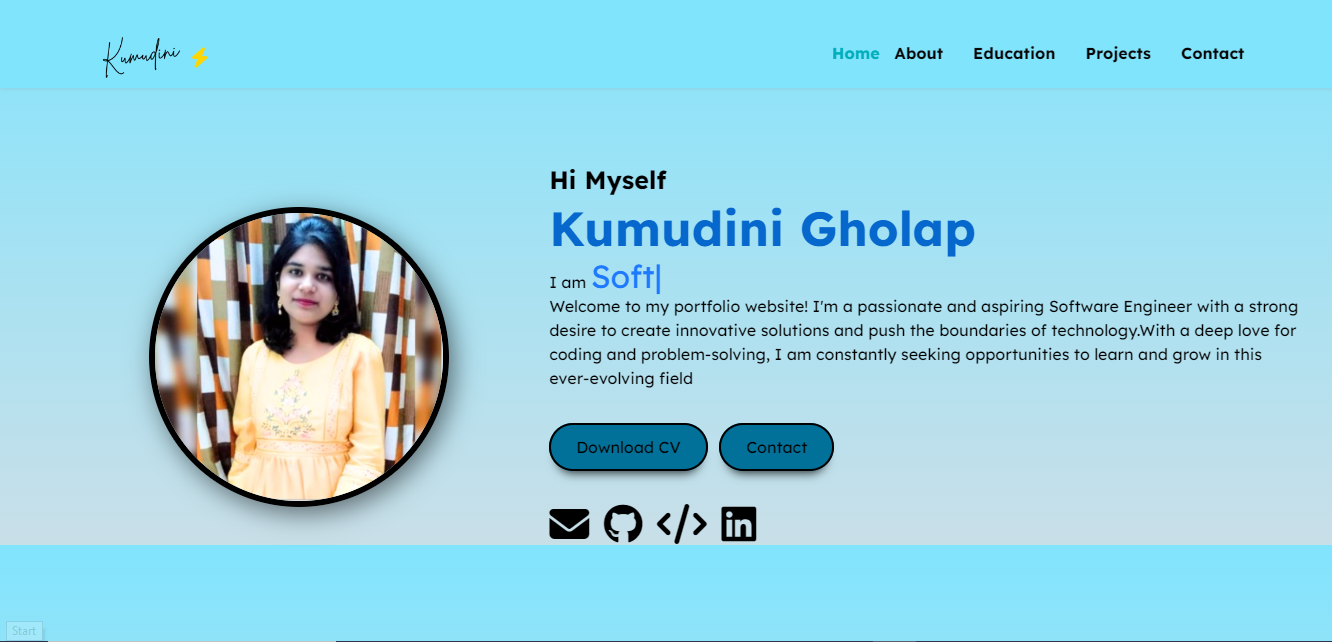 Kumudini
Home About Education Projects Contact
Hi Myself
Kumudini Gholap
I am Soft|
Welcome to my portfolio website! I'm a passionate and aspiring Software Engineer with a strong
desire to create innovative solutions and push the boundaries of technology.With a deep love for
coding and problem-solving, I am constantly seeking opportunities to learn and grow in this
ever-evolving field
Download CV Contact
in
Start